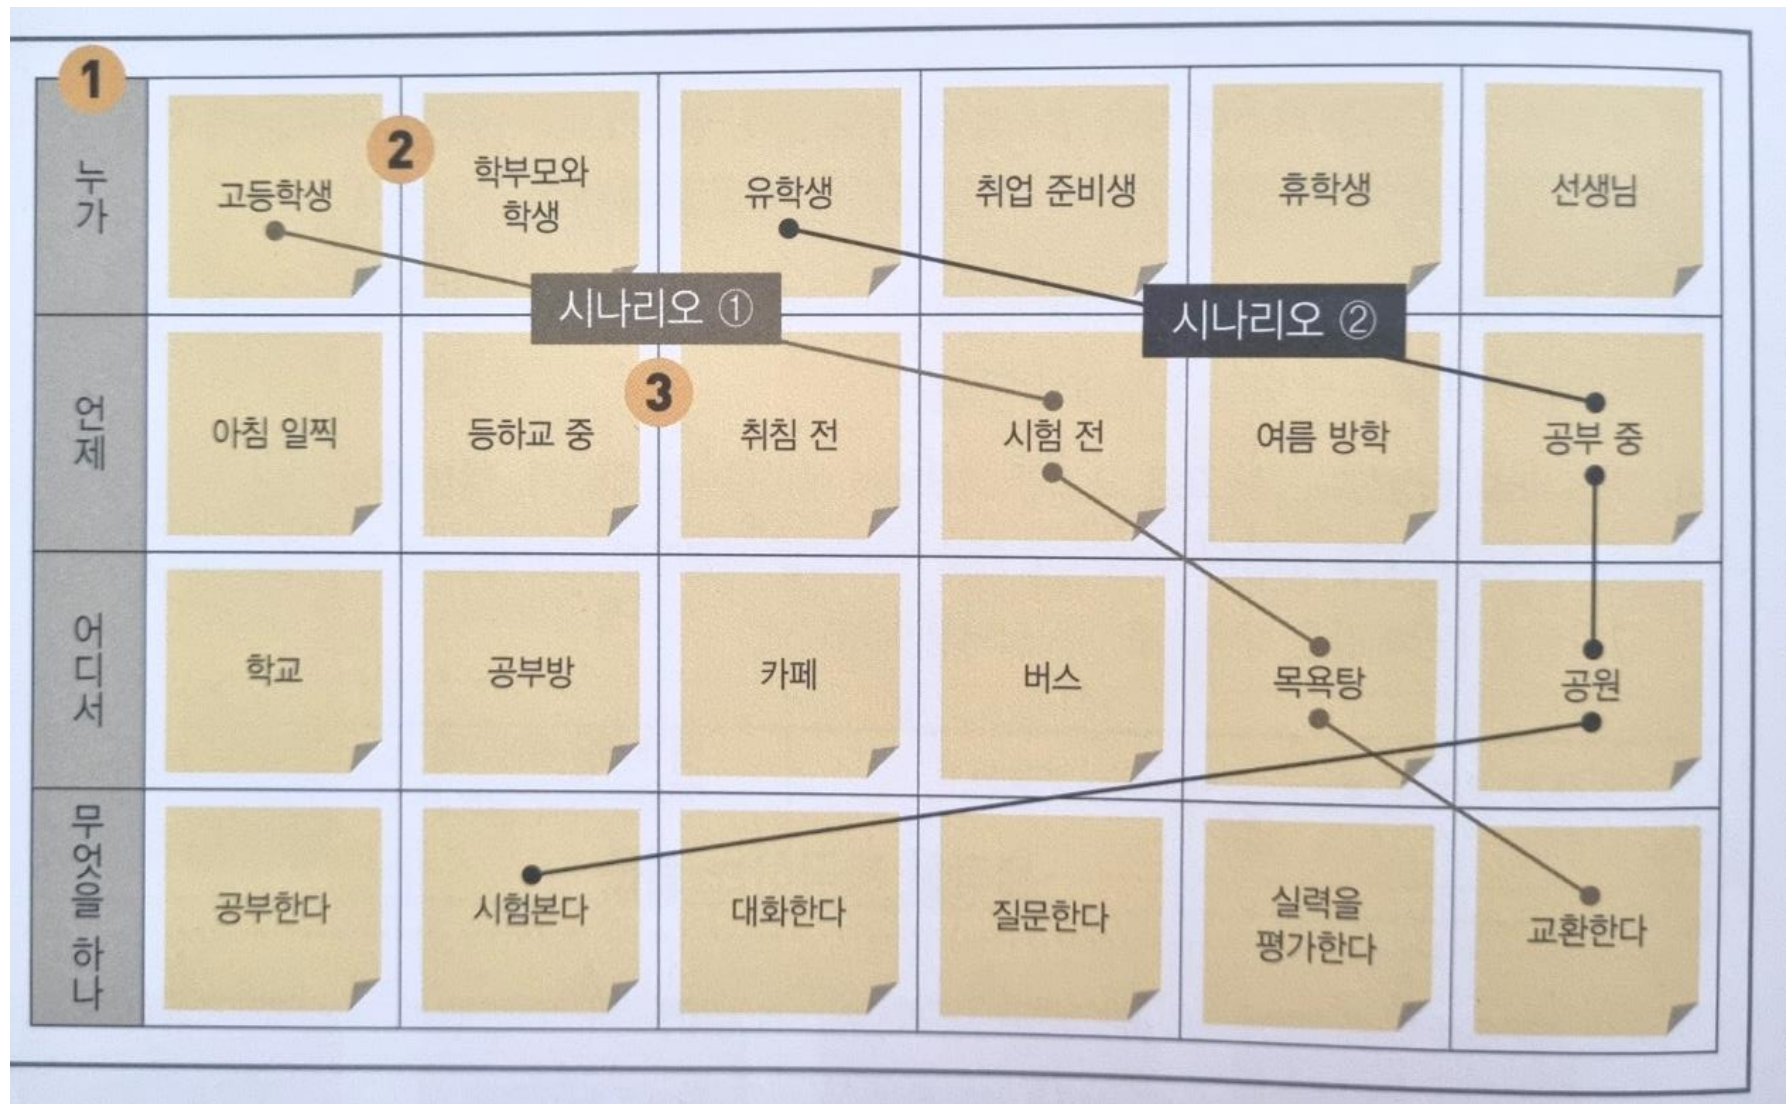 1
누가
고등학생
2
학부모와
학생
유학생
취업 준비생
휴학생
선생님
시나리오 ①
시나리오 ②
언제
아침 일찍
등하교 중
3
취침 전
시험 전
여름 방학
공부 중
어디서
학교
공부방
카페
버스
목욕탕
공원
무엇을 하나
공부한다
시험본다
대화한다
질문한다
실력을
평가한다
교환한다